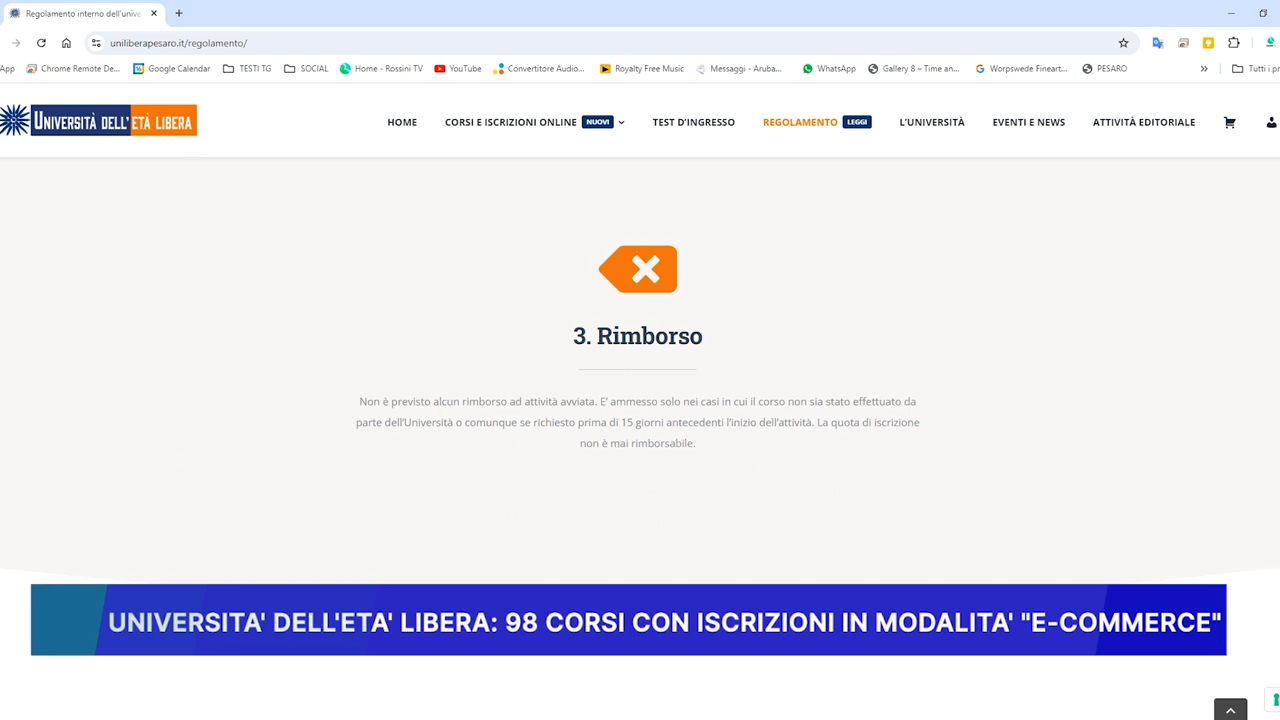 Regolamento interno dell'unive
uniliberapesaro.it/regolamento/
App Chrome Remote De... Google Calendar TESTI TG SOCIAL Home - Rossini TV YouTube Convertitore Audio... Royalty Free Music Messaggi - Aruba... WhatsApp Gallery 8 – Time an... Worpswede Fineart... PESARO » Tutti i pr
UNIVERSITÀ DELL'ETÀ LIBERA HOME CORSI E ISCRIZIONI ONLINE NUOVI TEST D'INGRESSO REGOLAMENTO LEGGI L'UNIVERSITÀ EVENTI E NEWS ATTIVITÀ EDITORIALE
3. Rimborso
Non è previsto alcun rimborso ad attività avviata. E' ammesso solo nei casi in cui il corso non sia stato effettuato da
parte dell'Università o comunque se richiesto prima di 15 giorni antecedenti l'inizio dell'attività. La quota di iscrizione
non è mai rimborsabile.
UNIVERSITA' DELL'ETA' LIBERA: 98 CORSI CON ISCRIZIONI IN MODALITA' "E-COMMERCE"